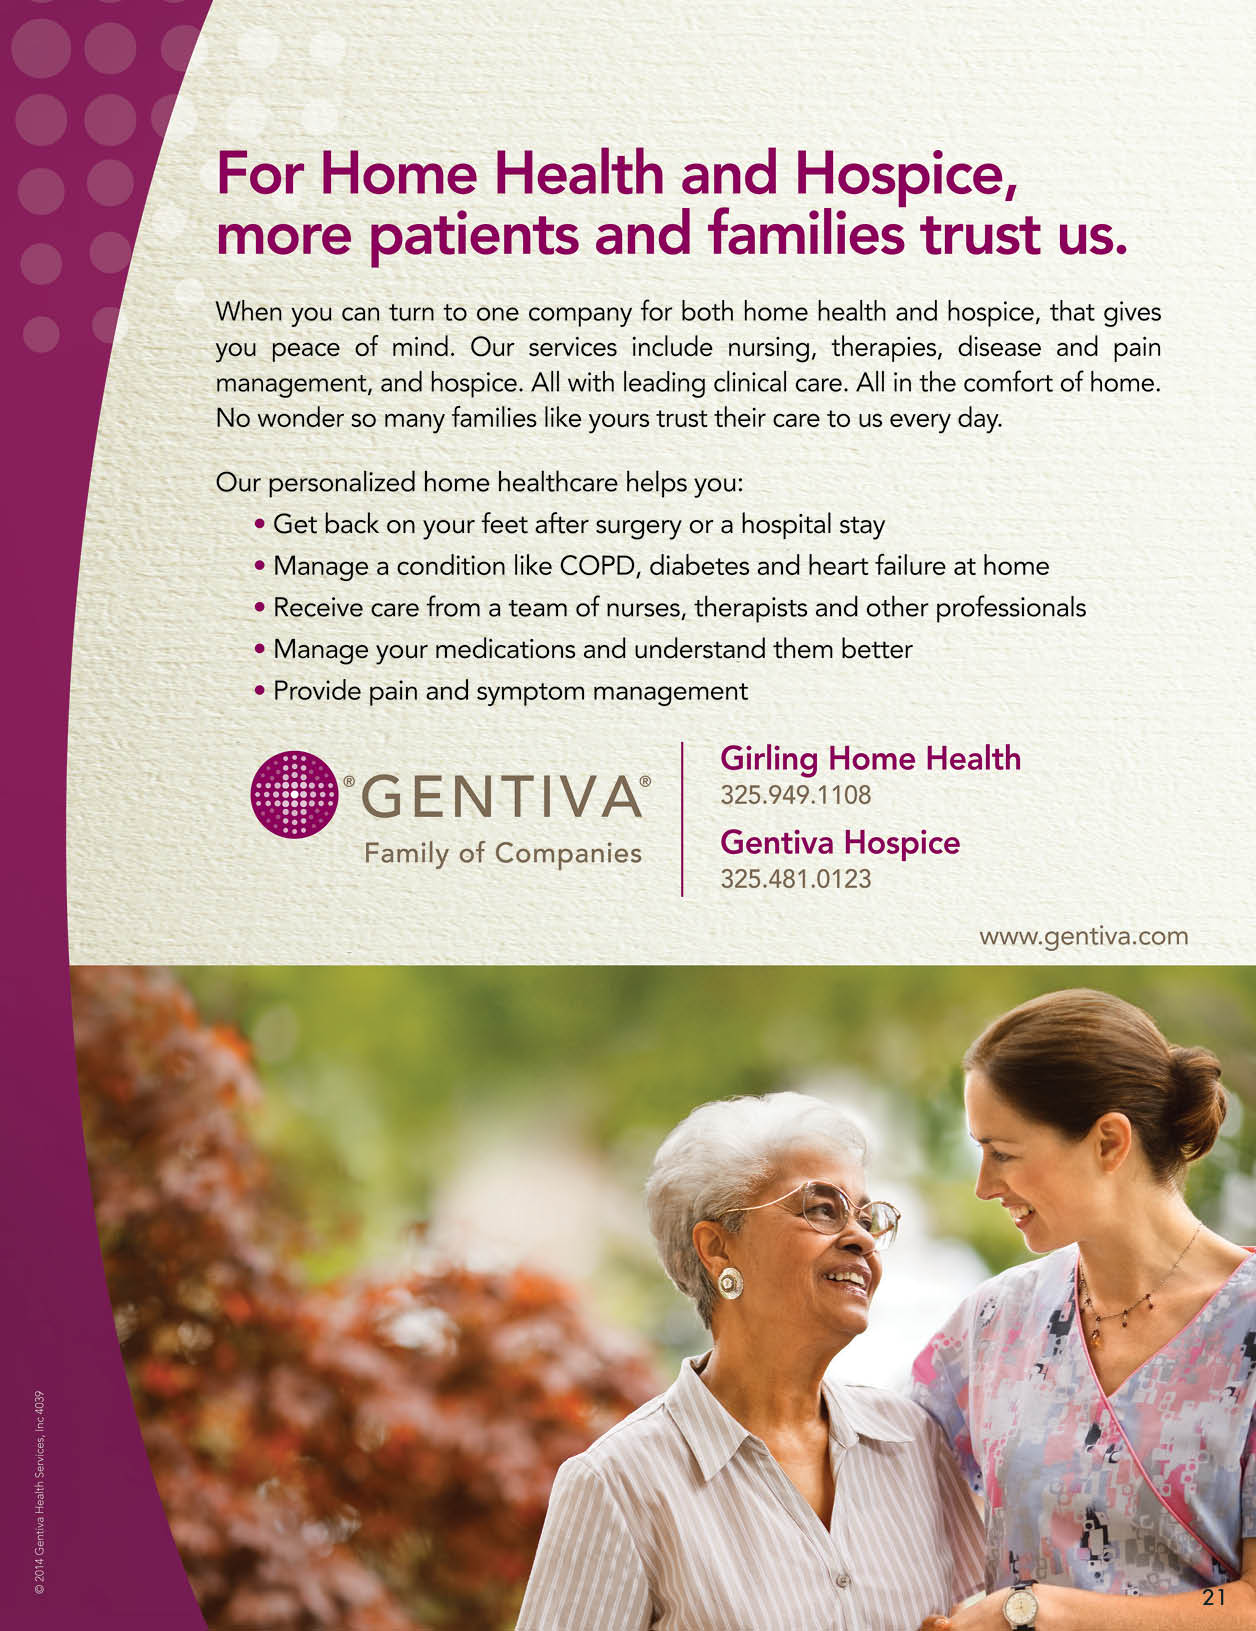 For Home Health and Hospice,
more patients and families trust us.
When you can turn to one company for both home health and hospice, that gives
you peace of mind. Our services include nursing, therapies, disease and pain
management, and hospice. All with leading clinical care. All in the comfort of home.
No wonder so many families like yours trust their care to us every day.
Our personalized home healthcare helps you:
• Get back on your feet after surgery or a hospital stay
• Manage a condition like COPD, diabetes and heart failure at home
• Receive care from a team of nurses, therapists and other professionals
• Manage your medications and understand them better
• Provide pain and symptom management
® GENTIVA®
Family of Companies
Girling Home Health
325.949.1108
Gentiva Hospice
325.481.0123
www.gentiva.com
© 2014 Gentiva Health Services, Inc 4039
21